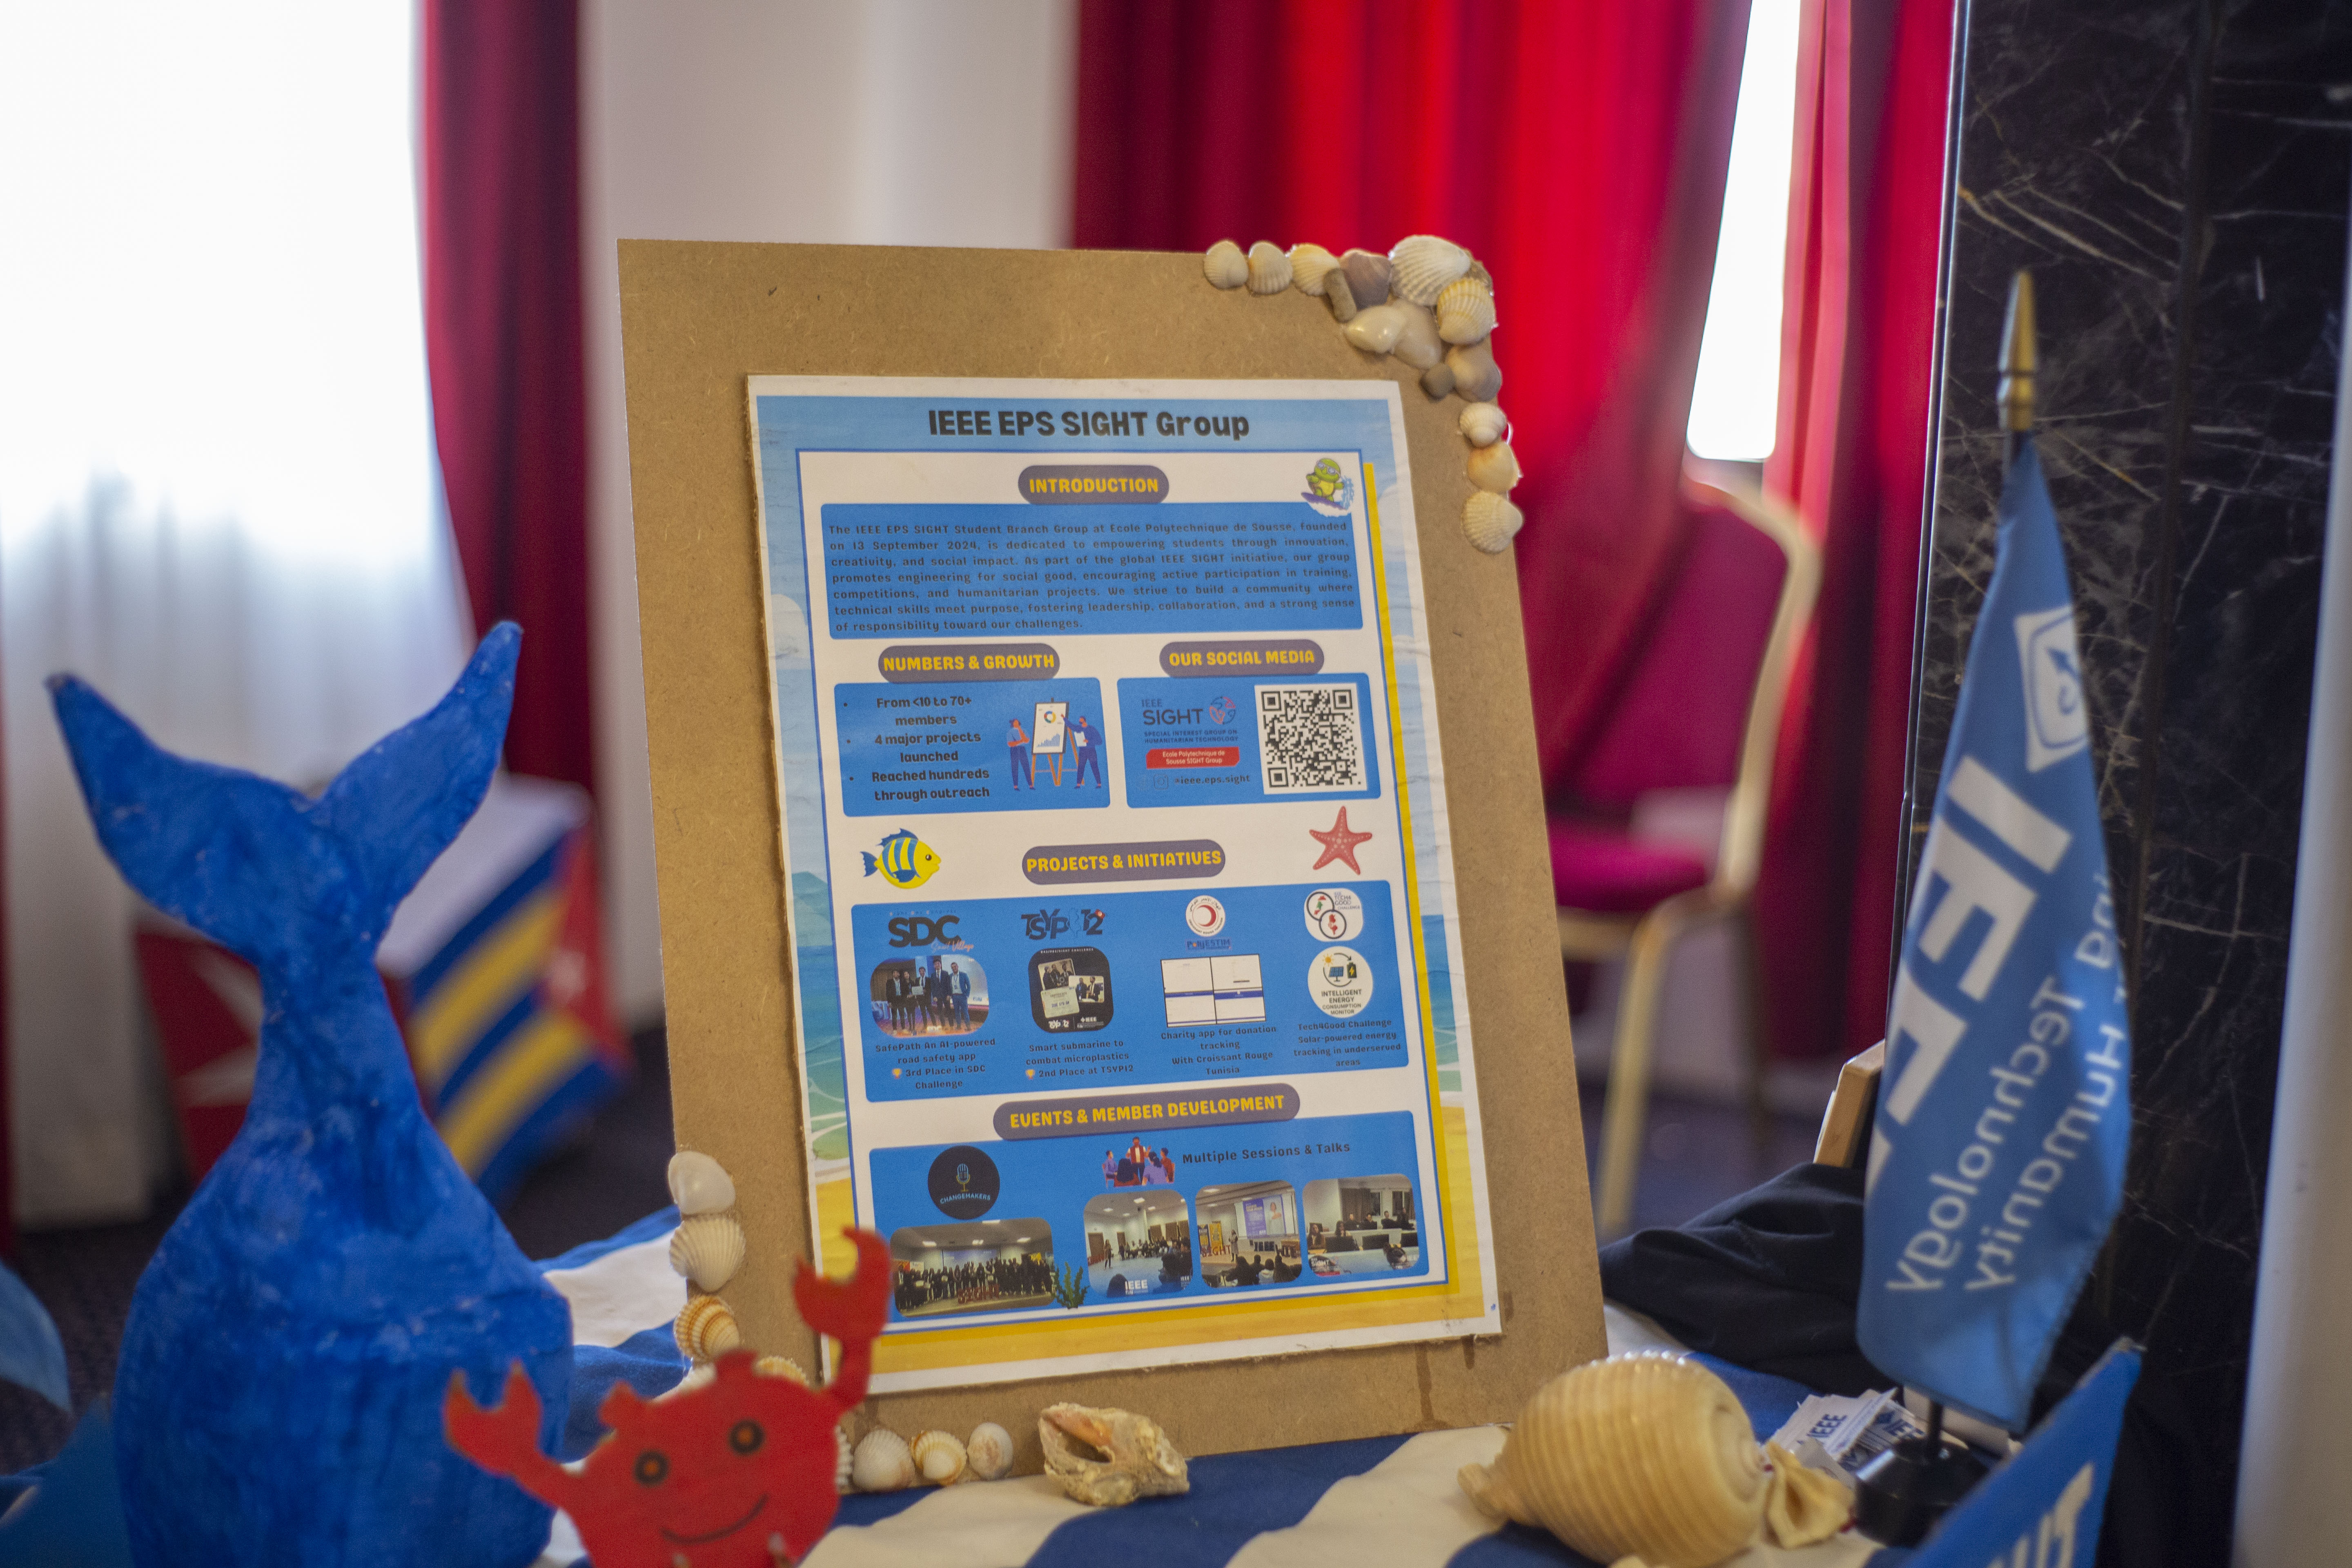 IEEE EPS SIGHT Group
INTRODUCTION
The IEEE EPS SIGHT Student Branch Group at Ecole Polytechnique de Sousse, founded
on 13 September 2024, is dedicated to empowering students through innovation,
creativity, and social impact. As part of the global IEEE SIGHT initiative, our group
promotes engineering for social good, encouraging active participation in training,
competitions, and humanitarian projects. We strive to build a community where
technical skills meet purpose, fostering leadership, collaboration, and a strong sense
of responsibility toward our challenges.
NUMBERS & GROWTH
• From <10 to 70+
members
• 4 major projects
launched
• Reached hundreds
through outreach
OUR SOCIAL MEDIA
IEEE
SIGHT
SPECIAL INTEREST GROUP ON
HUMANITARIAN TECHNOLOGY
Ecole Polytechnique de
Sousse SIGHT Group
@ieee.eps.sight
PROJECTS & INITIATIVES
SDC
SafePath An AI-powered
road safety app
🏆 3rd Place in SDC
Challenge
TSYP12
TSYP12
IEEE
Smart submarine to
combat microplastics
🏆 2nd Place at TSYP12
Charity app for donation
tracking
With Croissant Rouge
Tunisia
INTELLIGENT
ENERGY
CONSUMPTION
MONITOR
Tech4Good Challenge
Solar-powered energy
tracking in underserved
areas
EVENTS & MEMBER DEVELOPMENT
CHANGEMAKERS
Multiple Sessions & Talks
IEEE
SIGHT
IEEE
Technology
Humanity
IEEE